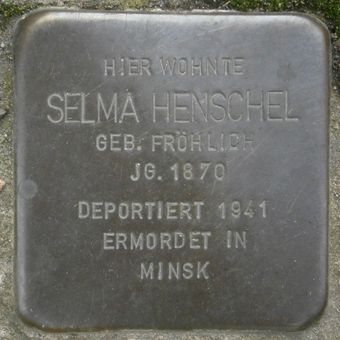 HIER WOHNTE
SELMA HENSCHEL
GEB. FRÖHLICH
JG. 1870
DEPORTIERT 1941
ERMORDET IN
MINSK